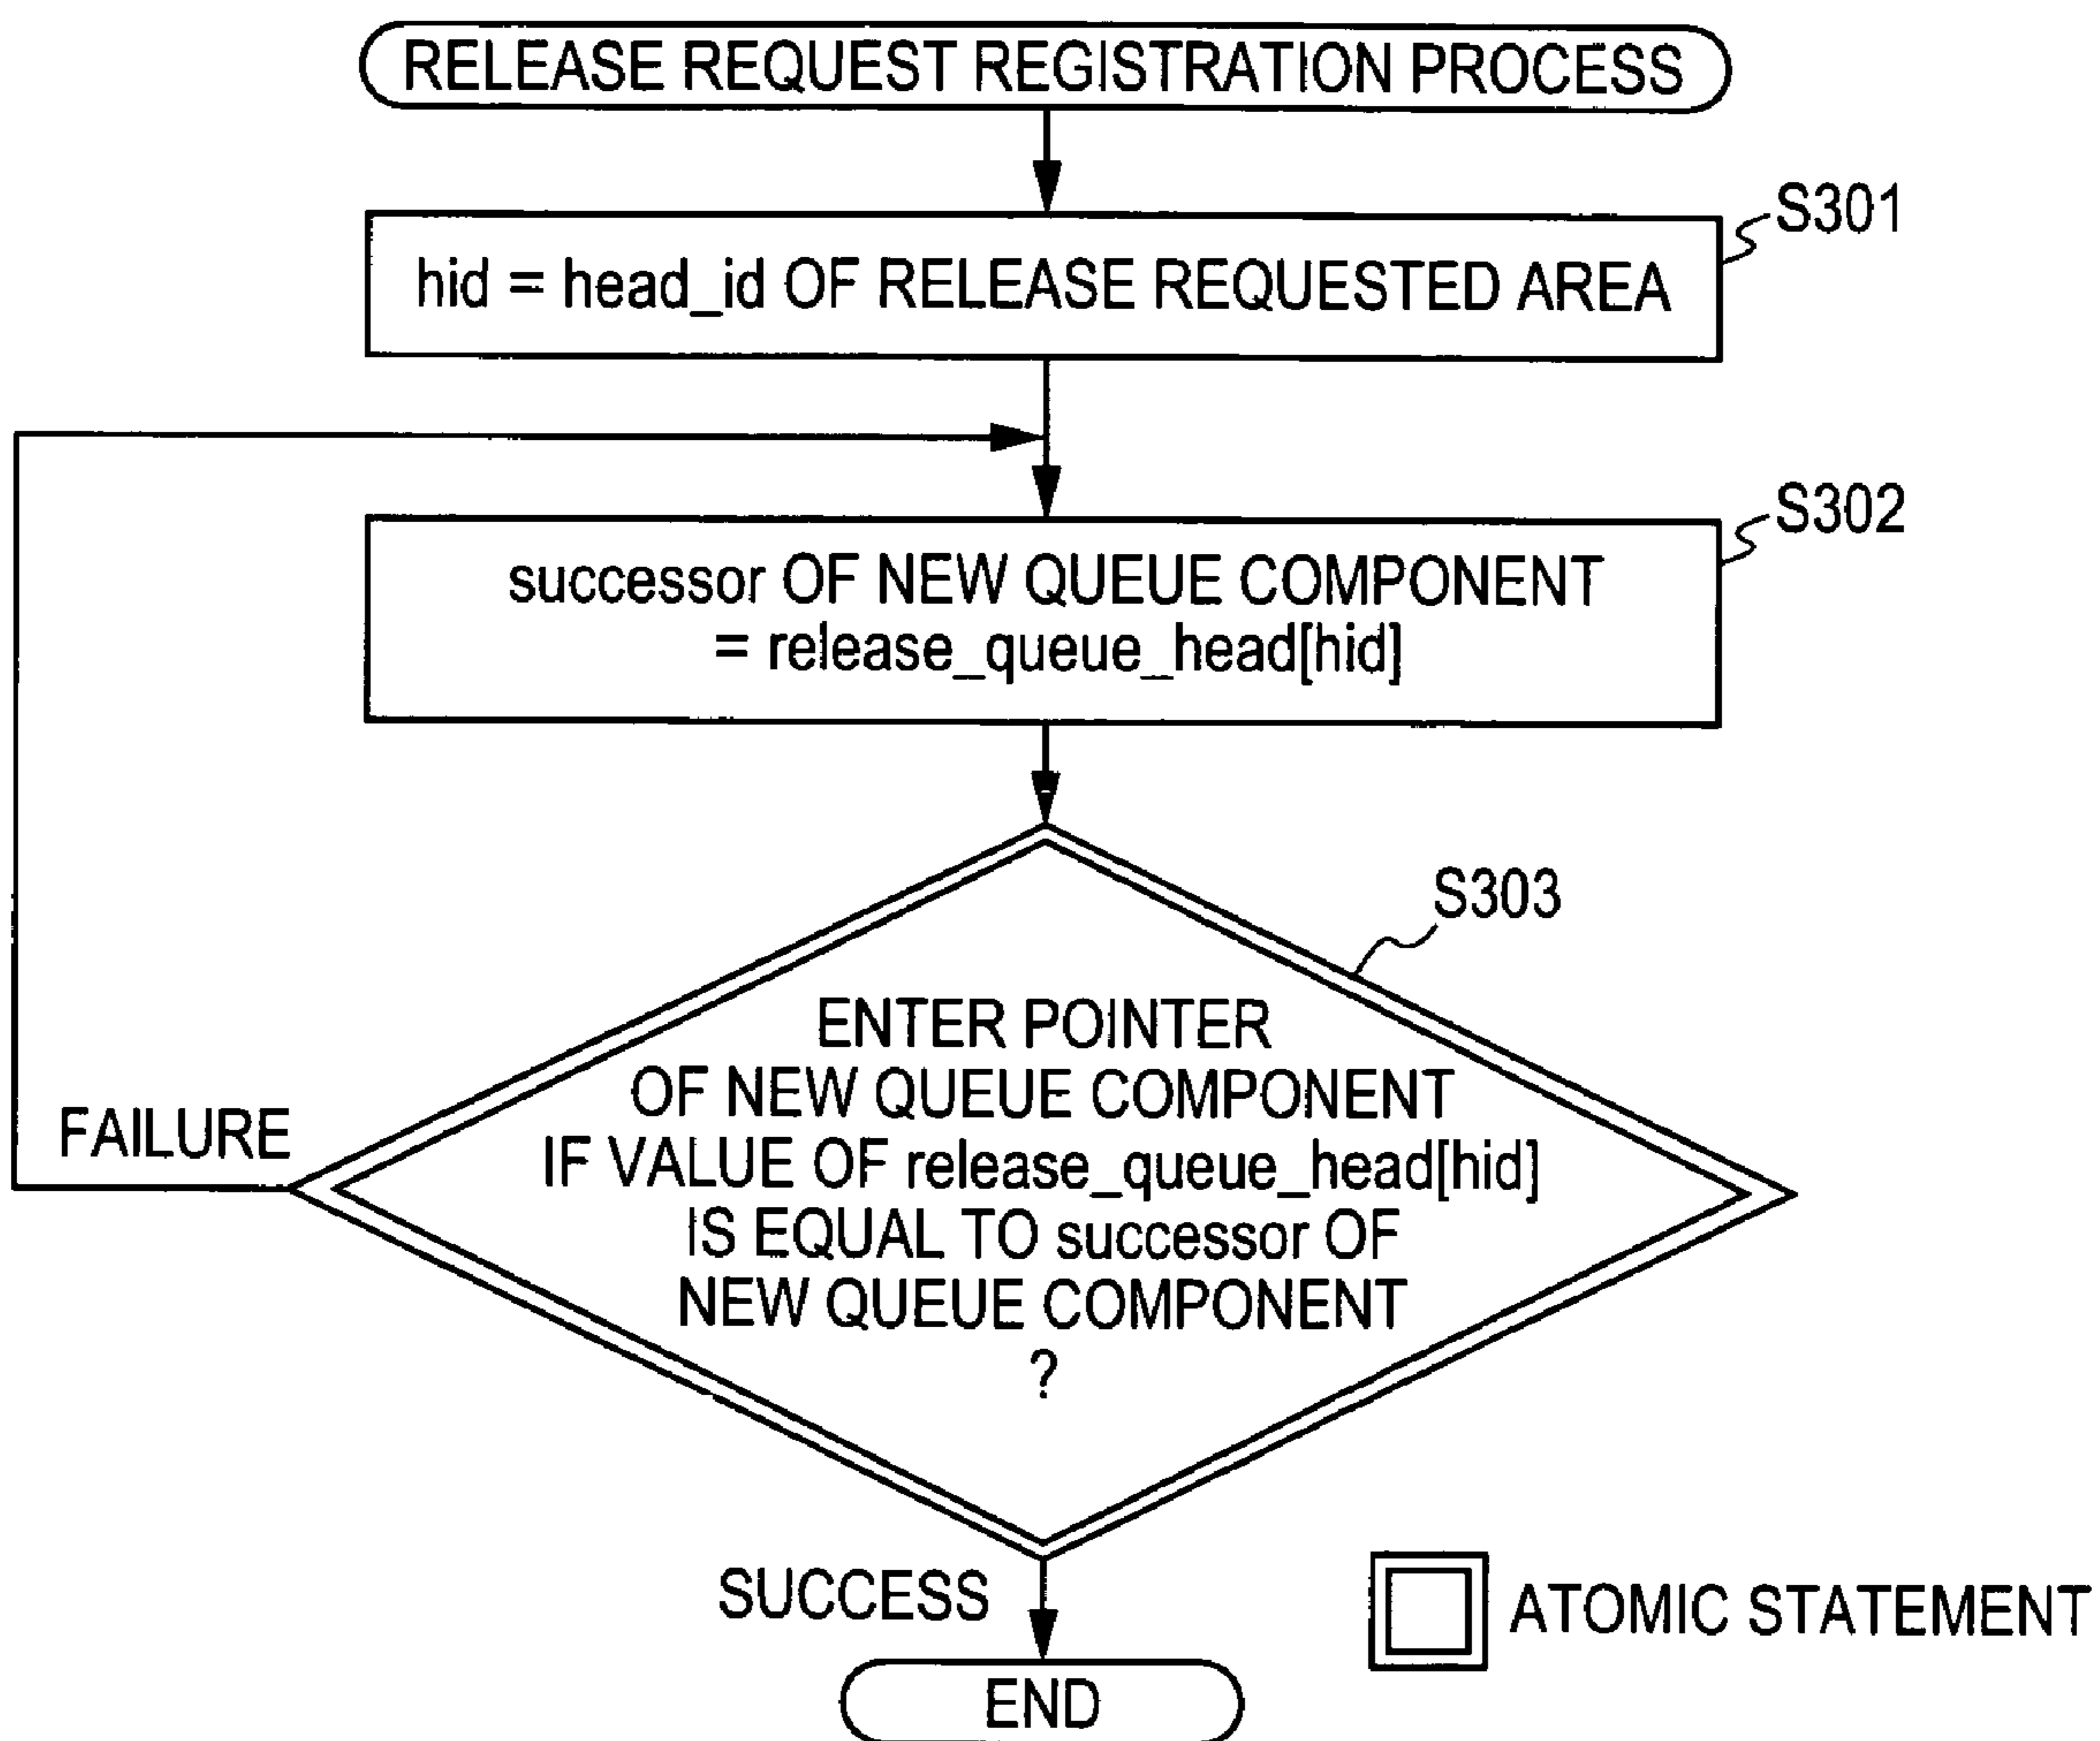 RELEASE REQUEST REGISTRATION PROCESS
S301
hid = head_id OF RELEASE REQUESTED AREA
S302
successor OF NEW QUEUE COMPONENT
= release_queue_head[hid]
S303
ENTER POINTER
OF NEW QUEUE COMPONENT
IF VALUE OF release_queue_head[hid]
IS EQUAL TO successor OF
NEW QUEUE COMPONENT
?
FAILURE
SUCCESS
ATOMIC STATEMENT
END